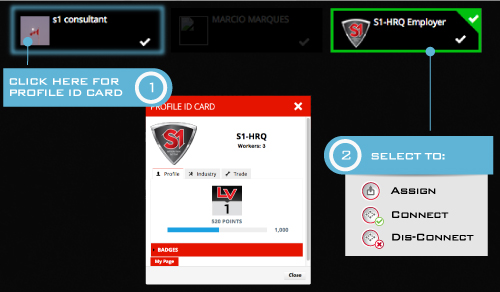 s1 consultant
MARCIO MARQUES
S1-HRQ Employer
CLICK HERE FOR
PROFILE ID CARD
1
PROFILE ID CARD
S1
S1-HRQ
Workers: 3
Profile
Industry
Trade
LV
1
520 POINTS
1,000
BADGES
My Page
Close
2
SELECT TO:
ASSIGN
CONNECT
DIS-CONNECT